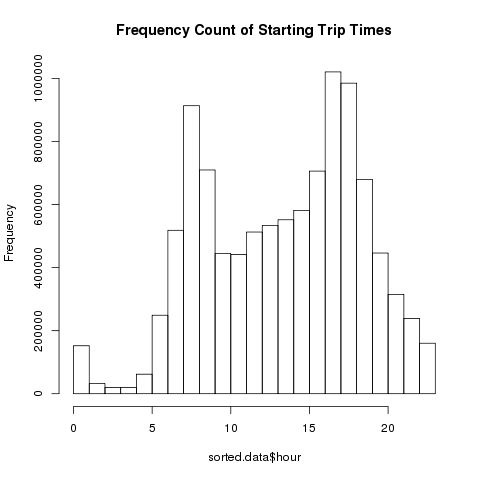 Frequency Count of Starting Trip Times
Frequency
1000000
800000
600000
400000
200000
0
0 5 10 15 20
sorted.data$hour